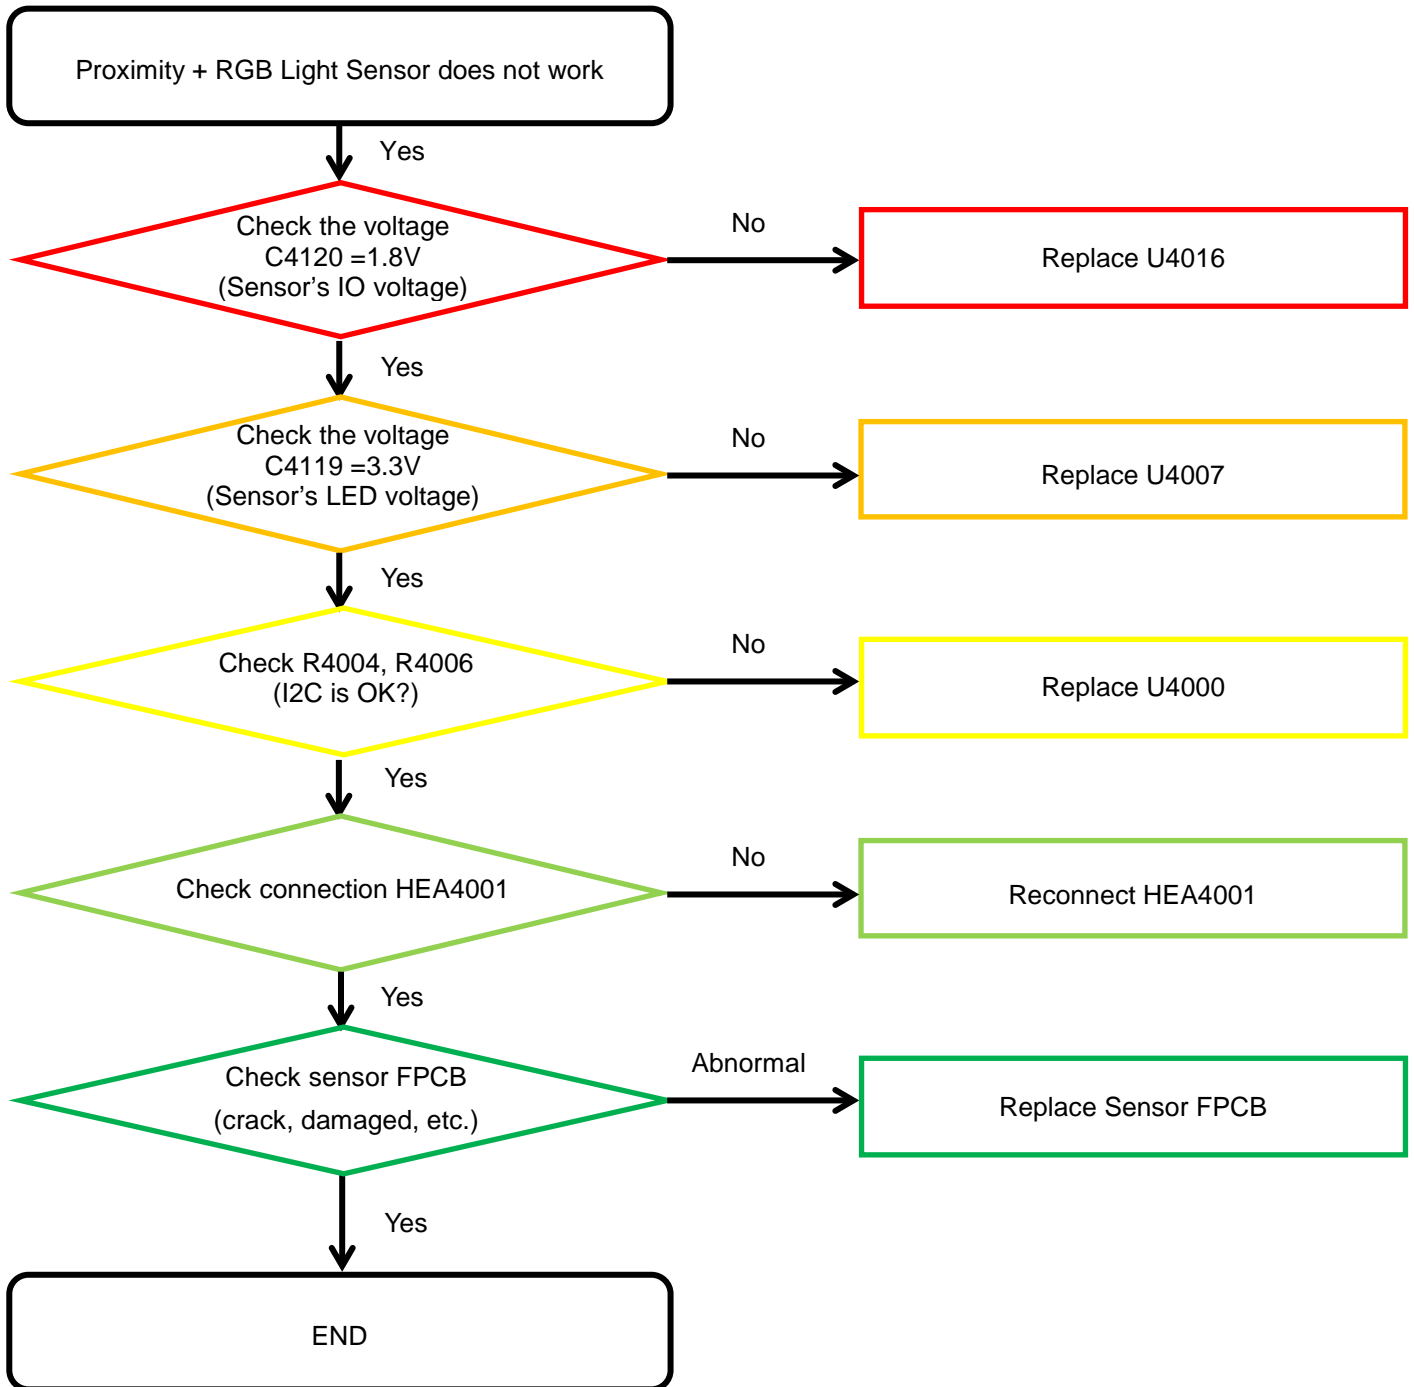 Proximity + RGB Light Sensor does not work
Yes
Check the voltage
C4120 =1.8V
(Sensor's IO voltage)
No
Replace U4016
Yes
Check the voltage
C4119 =3.3V
(Sensor's LED voltage)
No
Replace U4007
Yes
Check R4004, R4006
(I2C is OK?)
No
Replace U4000
Yes
Check connection HEA4001
No
Reconnect HEA4001
Yes
Check sensor FPCB
(crack, damaged, etc.)
Abnormal
Replace Sensor FPCB
Yes
END